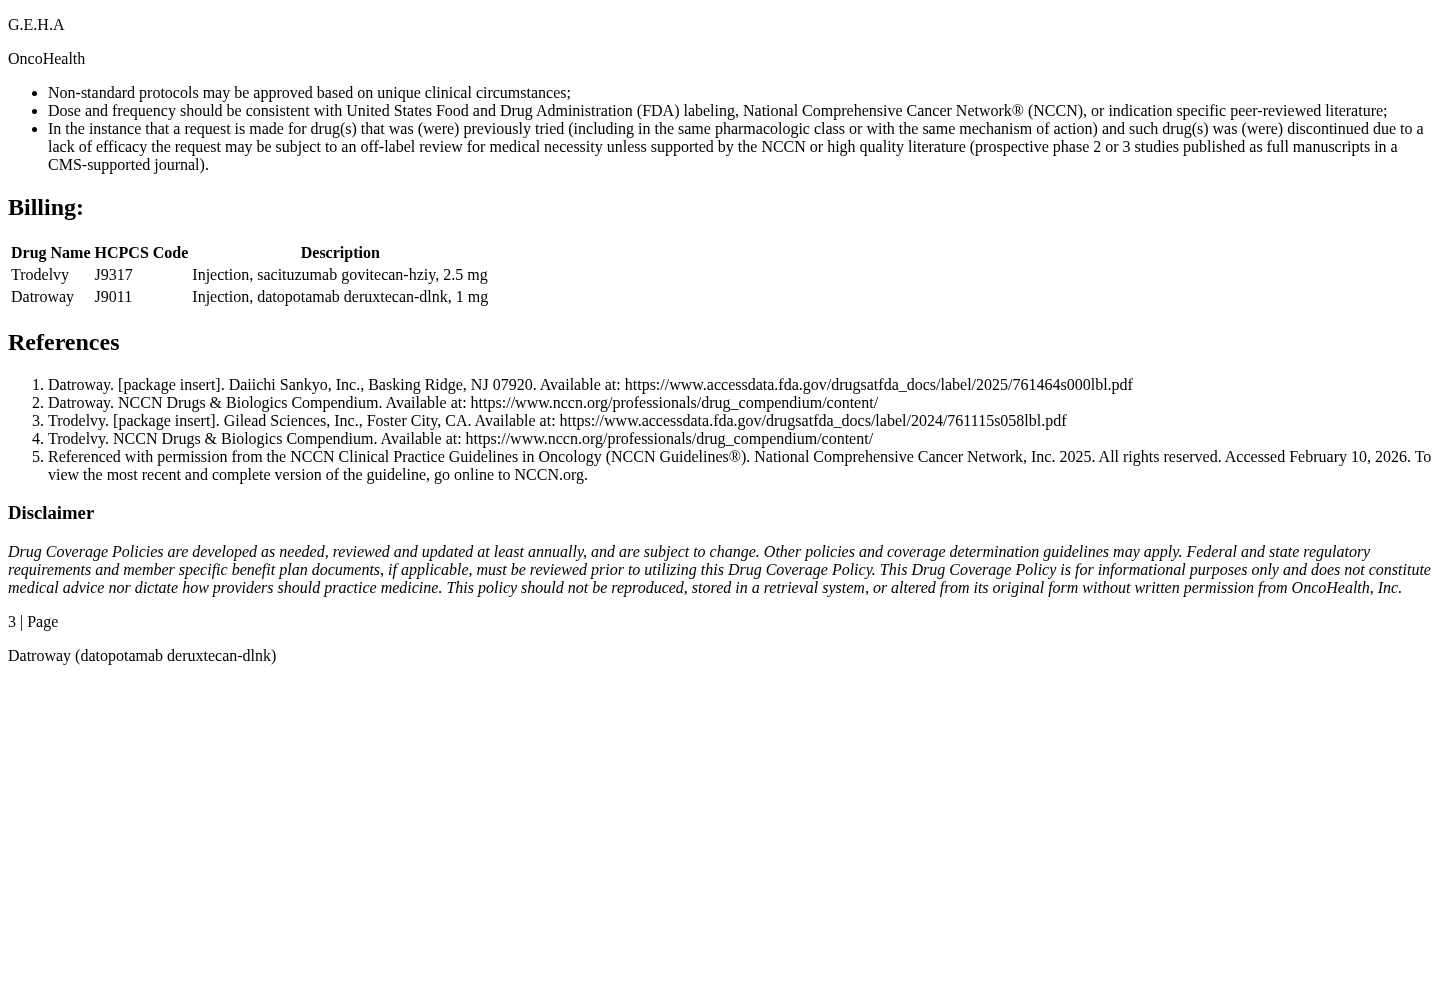 G.E.H.A
OncoHealth
• Non-standard protocols may be approved based on unique clinical circumstances;
• Dose and frequency should be consistent with United States Food and Drug Administration (FDA) labeling, National Comprehensive Cancer Network® (NCCN), or indication specific peer-reviewed literature;
• In the instance that a request is made for drug(s) that was (were) previously tried (including in the same pharmacologic class or with the same mechanism of action) and such drug(s) was (were) discontinued due to a
lack of efficacy the request may be subject to an off-label review for medical necessity unless supported by the NCCN or high quality literature (prospective phase 2 or 3 studies published as full manuscripts in a
CMS-supported journal).
Billing:
Drug Name HCPCS Code Description
Trodelvy J9317 Injection, sacituzumab govitecan-hziy, 2.5 mg
Datroway J9011 Injection, datopotamab deruxtecan-dlnk, 1 mg
References
1. Datroway. [package insert]. Daiichi Sankyo, Inc., Basking Ridge, NJ 07920. Available at: https://www.accessdata.fda.gov/drugsatfda_docs/label/2025/761464s000lbl.pdf
2. Datroway. NCCN Drugs & Biologics Compendium. Available at: https://www.nccn.org/professionals/drug_compendium/content/
3. Trodelvy. [package insert]. Gilead Sciences, Inc., Foster City, CA. Available at: https://www.accessdata.fda.gov/drugsatfda_docs/label/2024/761115s058lbl.pdf
4. Trodelvy. NCCN Drugs & Biologics Compendium. Available at: https://www.nccn.org/professionals/drug_compendium/content/
5. Referenced with permission from the NCCN Clinical Practice Guidelines in Oncology (NCCN Guidelines®). National Comprehensive Cancer Network, Inc. 2025. All rights reserved. Accessed February 10, 2026. To
view the most recent and complete version of the guideline, go online to NCCN.org.
Disclaimer
Drug Coverage Policies are developed as needed, reviewed and updated at least annually, and are subject to change. Other policies and coverage determination guidelines may apply. Federal and state regulatory
requirements and member specific benefit plan documents, if applicable, must be reviewed prior to utilizing this Drug Coverage Policy. This Drug Coverage Policy is for informational purposes only and does not constitute
medical advice nor dictate how providers should practice medicine. This policy should not be reproduced, stored in a retrieval system, or altered from its original form without written permission from OncoHealth, Inc.
3 | Page
Datroway (datopotamab deruxtecan-dlnk)